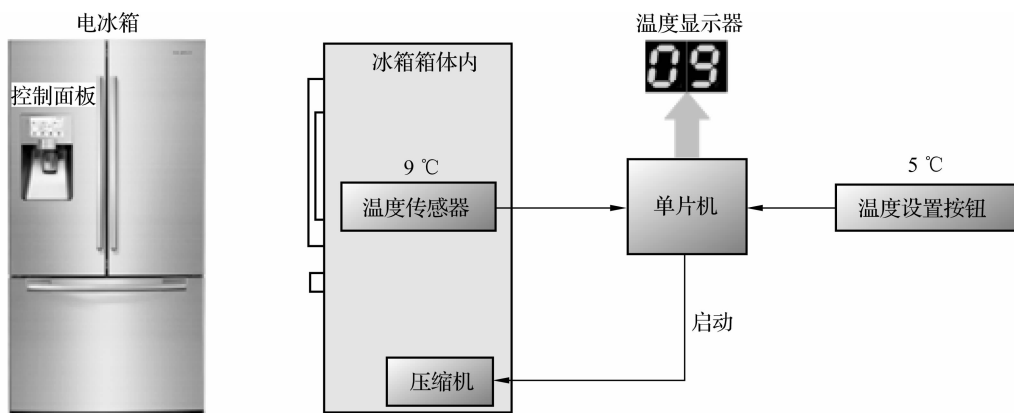 电冰箱
控制面板
冰箱箱体内
9 ℃
温度传感器
压缩机
温度显示器
09
单片机
启动
5 ℃
温度设置按钮